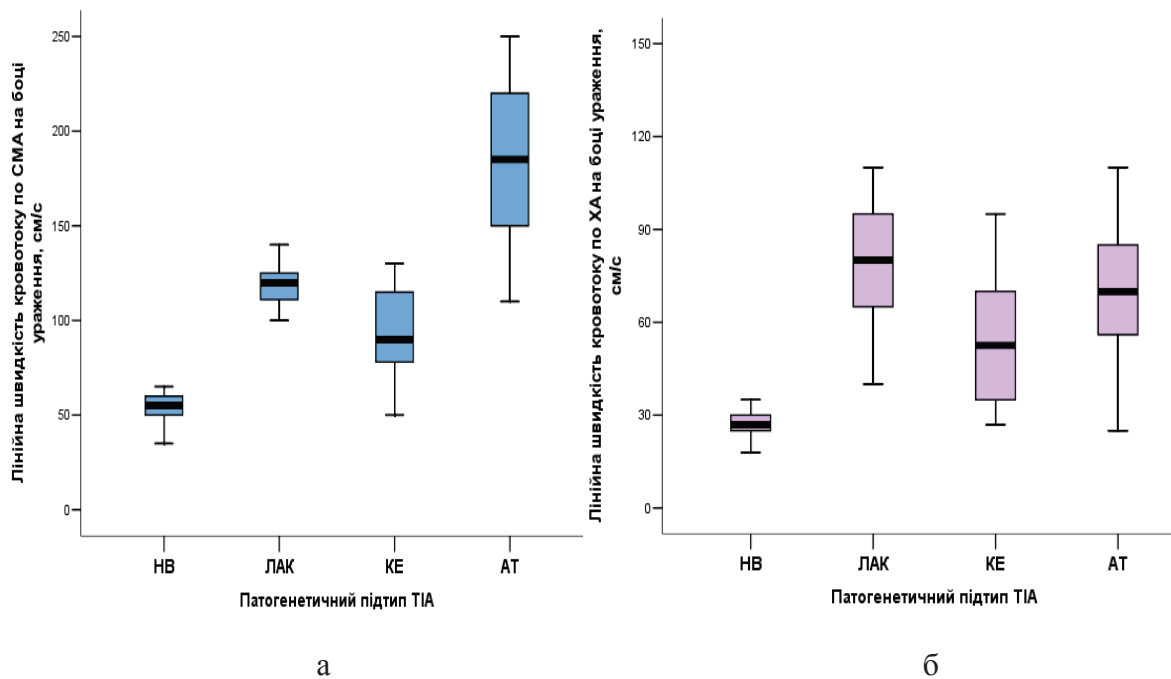 Лінійна швидкість кровотоку по СМА на боці
ураження, см/с
250
200
150
100
50
0
НВ ЛАК КЕ АТ
Патогенетичний підтип ТІА
а
Лінійна швидкість кровотоку по ХА на боці ураження,
см/с
150
120
90
60
30
0
НВ ЛАК КЕ АТ
Патогенетичний підтип ТІА
б